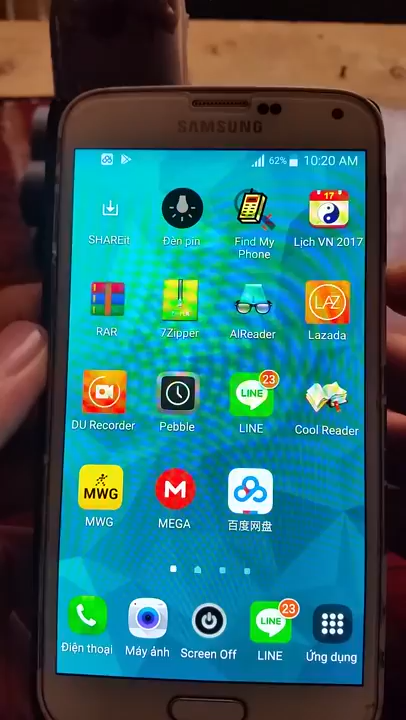 SAMSUNG
62% 10:20 AM
SHAREit
Đèn pin
Find My
Phone
17
Lịch VN 2017
RAR
7Zipper
AIReader
LAZ
Lazada
DU Recorder
Pebble
LINE
23
LINE
Cool Reader
MWG
MWG
M
MEGA
百度网盘
Điện thoại
Máy ảnh
Screen Off
LINE
23
LINE
Ứng dụng